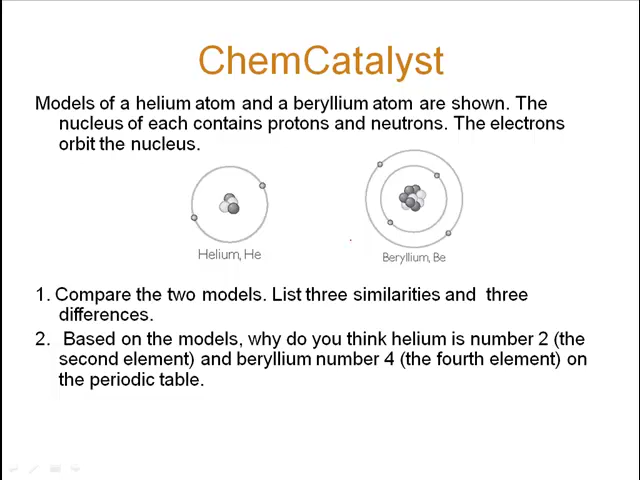 ChemCatalyst
Models of a helium atom and a beryllium atom are shown. The
nucleus of each contains protons and neutrons. The electrons
orbit the nucleus.
Helium, He
Beryllium, Be
1. Compare the two models. List three similarities and three
differences.
2. Based on the models, why do you think helium is number 2 (the
second element) and beryllium number 4 (the fourth element) on
the periodic table.